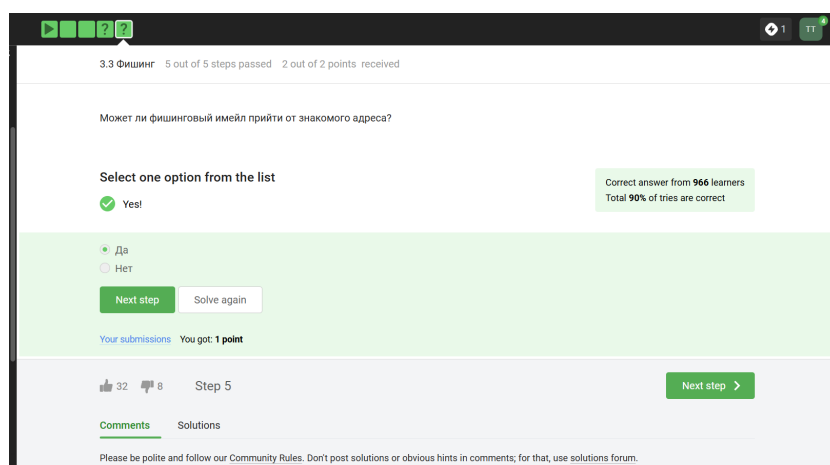 ? ?
1 TT 4
3.3 Фишинг 5 out of 5 steps passed 2 out of 2 points received
Может ли фишинговый имейл прийти от знакомого адреса?
Select one option from the list
Correct answer from 966 learners
Total 90% of tries are correct
Yes!
Да
Нет
Next step Solve again
Your submissions You got: 1 point
32 8 Step 5 Next step
Comments Solutions
Please be polite and follow our Community Rules. Don't post solutions or obvious hints in comments; for that, use solutions forum.